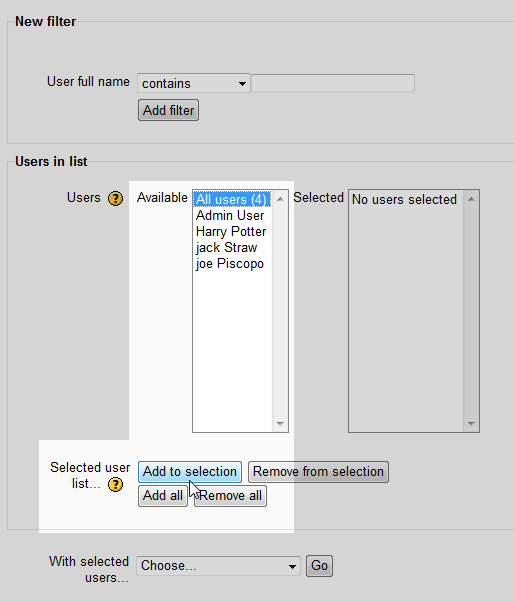 New filter
User full name contains
Add filter
Users in list
Users Available All users (4) Selected No users selected
Admin User
Harry Potter
jack Straw
joe Piscopo
Selected user list... Add to selection Remove from selection
Add all Remove all
With selected users... Choose... Go